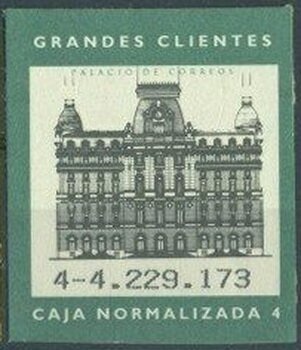 GRANDES CLIENTES
PALACIO DE CORREOS
4-4.229.173
CAJA NORMALIZADA 4